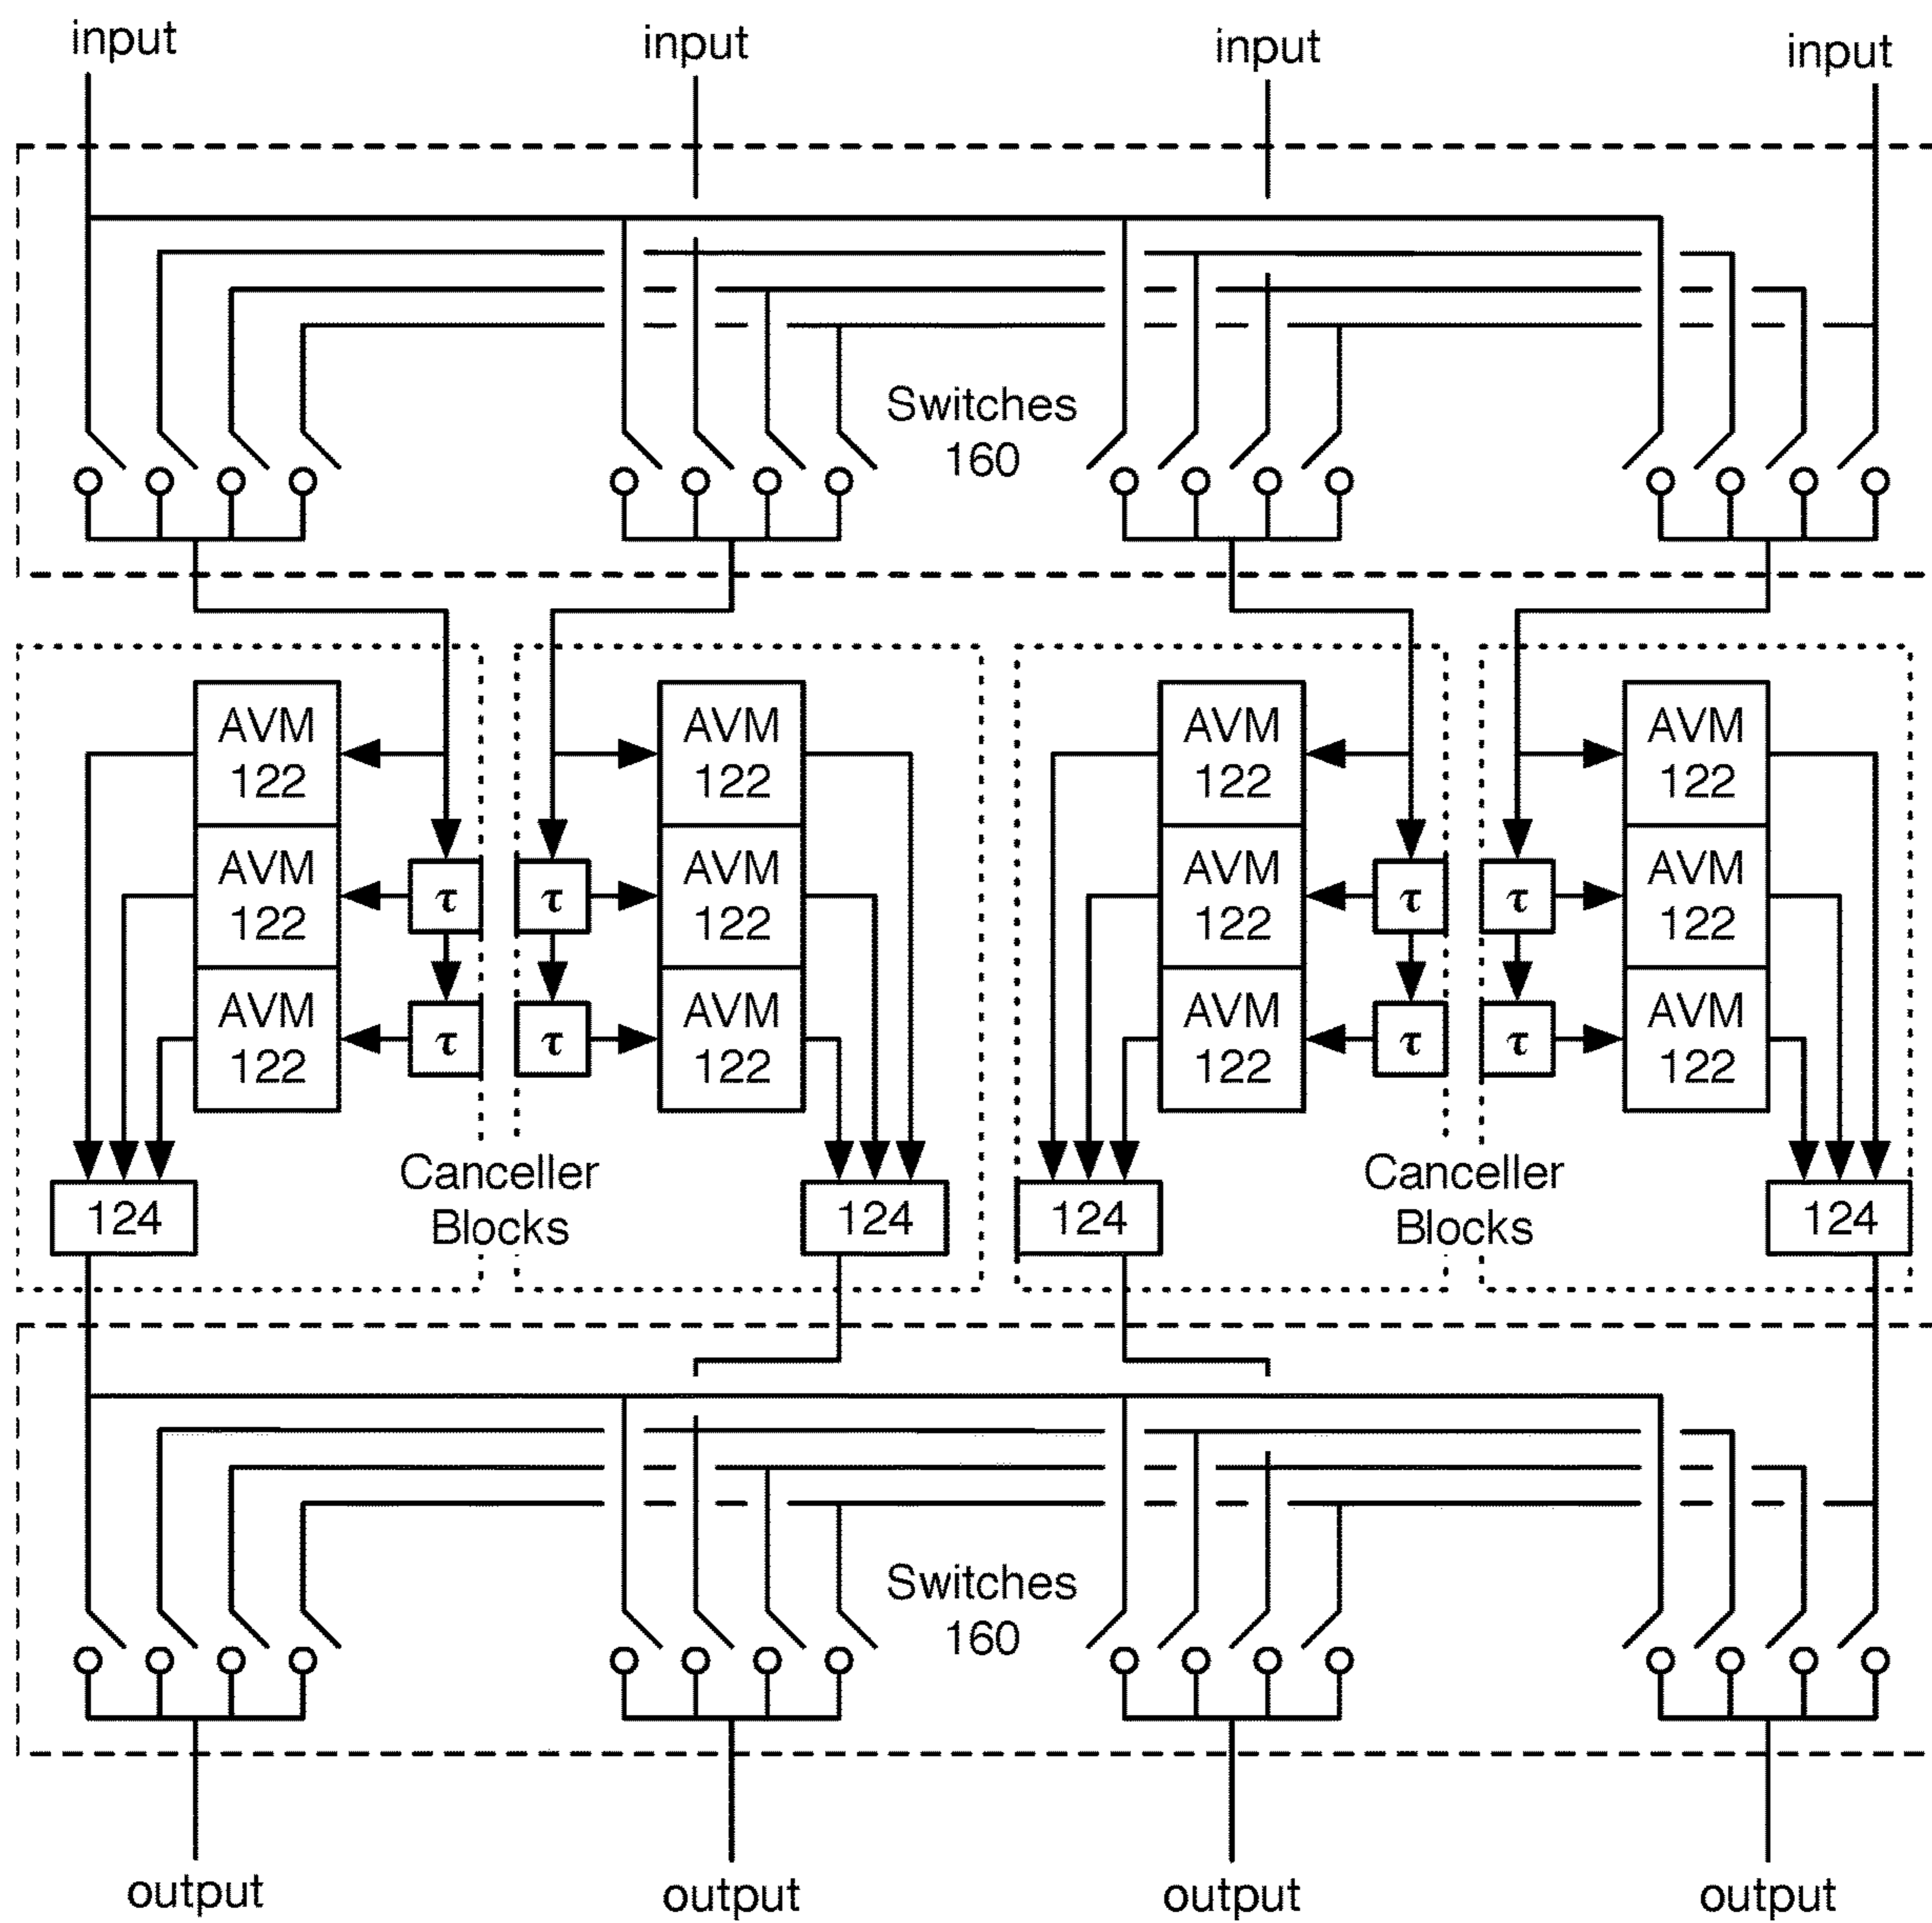 input
input
input
input
Switches
160
AVM
122
AVM
122
AVM
122
τ
τ
124
Canceller
Blocks
τ
τ
AVM
122
AVM
122
AVM
122
124
AVM
122
AVM
122
AVM
122
τ
τ
124
Canceller
Blocks
τ
τ
AVM
122
AVM
122
AVM
122
124
Switches
160
output
output
output
output